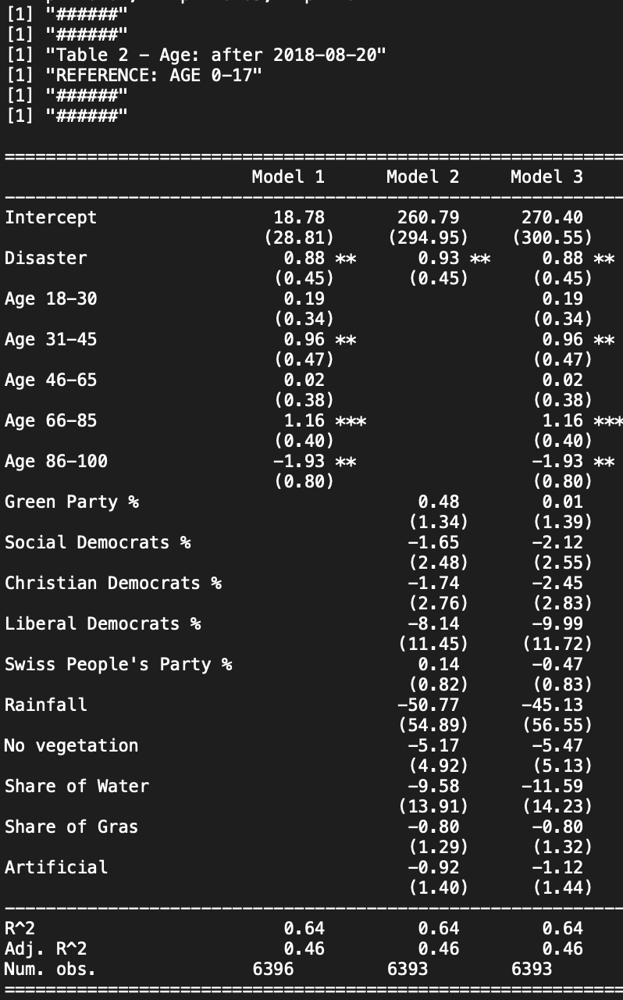 [1] "######"
[1] "######"
[1] "Table 2 - Age: after 2018-08-20"
[1] "REFERENCE: AGE 0-17"
[1] "######"
[1] "######"
==========================================================
Model 1 Model 2 Model 3
----------------------------------------------------------
Intercept 18.78 260.79 270.40
(28.81) (294.95) (300.55)
Disaster 0.88 ** 0.93 ** 0.88 **
(0.45) (0.45) (0.45)
Age 18-30 0.19 0.19
(0.34) (0.34)
Age 31-45 0.96 ** 0.96 **
(0.47) (0.47)
Age 46-65 0.02 0.02
(0.38) (0.38)
Age 66-85 1.16 *** 1.16 ***
(0.40) (0.40)
Age 86-100 -1.93 ** -1.93 **
(0.80) (0.80)
Green Party % 0.48 0.01
(1.34) (1.39)
Social Democrats % -1.65 -2.12
(2.48) (2.55)
Christian Democrats % -1.74 -2.45
(2.76) (2.83)
Liberal Democrats % -8.14 -9.99
(11.45) (11.72)
Swiss People's Party % 0.14 -0.47
(0.82) (0.83)
Rainfall -50.77 -45.13
(54.89) (56.55)
No vegetation -5.17 -5.47
(4.92) (5.13)
Share of Water -9.58 -11.59
(13.91) (14.23)
Share of Gras -0.80 -0.80
(1.29) (1.32)
Artificial -0.92 -1.12
(1.40) (1.44)
----------------------------------------------------------
R^2 0.64 0.64 0.64
Adj. R^2 0.46 0.46 0.46
Num. obs. 6396 6393 6393
==========================================================